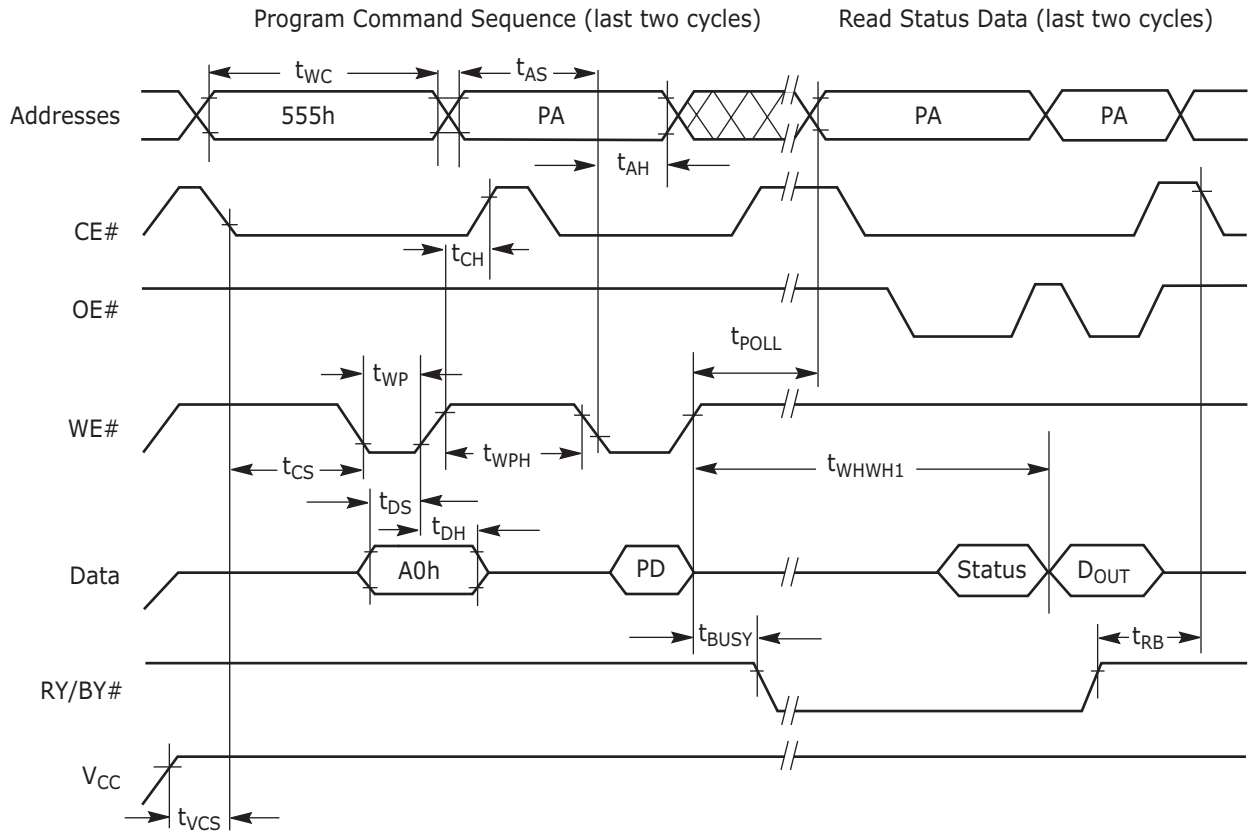 Program Command Sequence (last two cycles) Read Status Data (last two cycles)
tWC tAS
Addresses 555h PA PA PA
tAH
CE#
tCH
OE#
tPOLL
tWP
WE#
tCS tWPH tWHWH1
tDS
tDH
Data A0h PD Status DOUT
tBUSY tRB
RY/BY#
VCC
tVCS